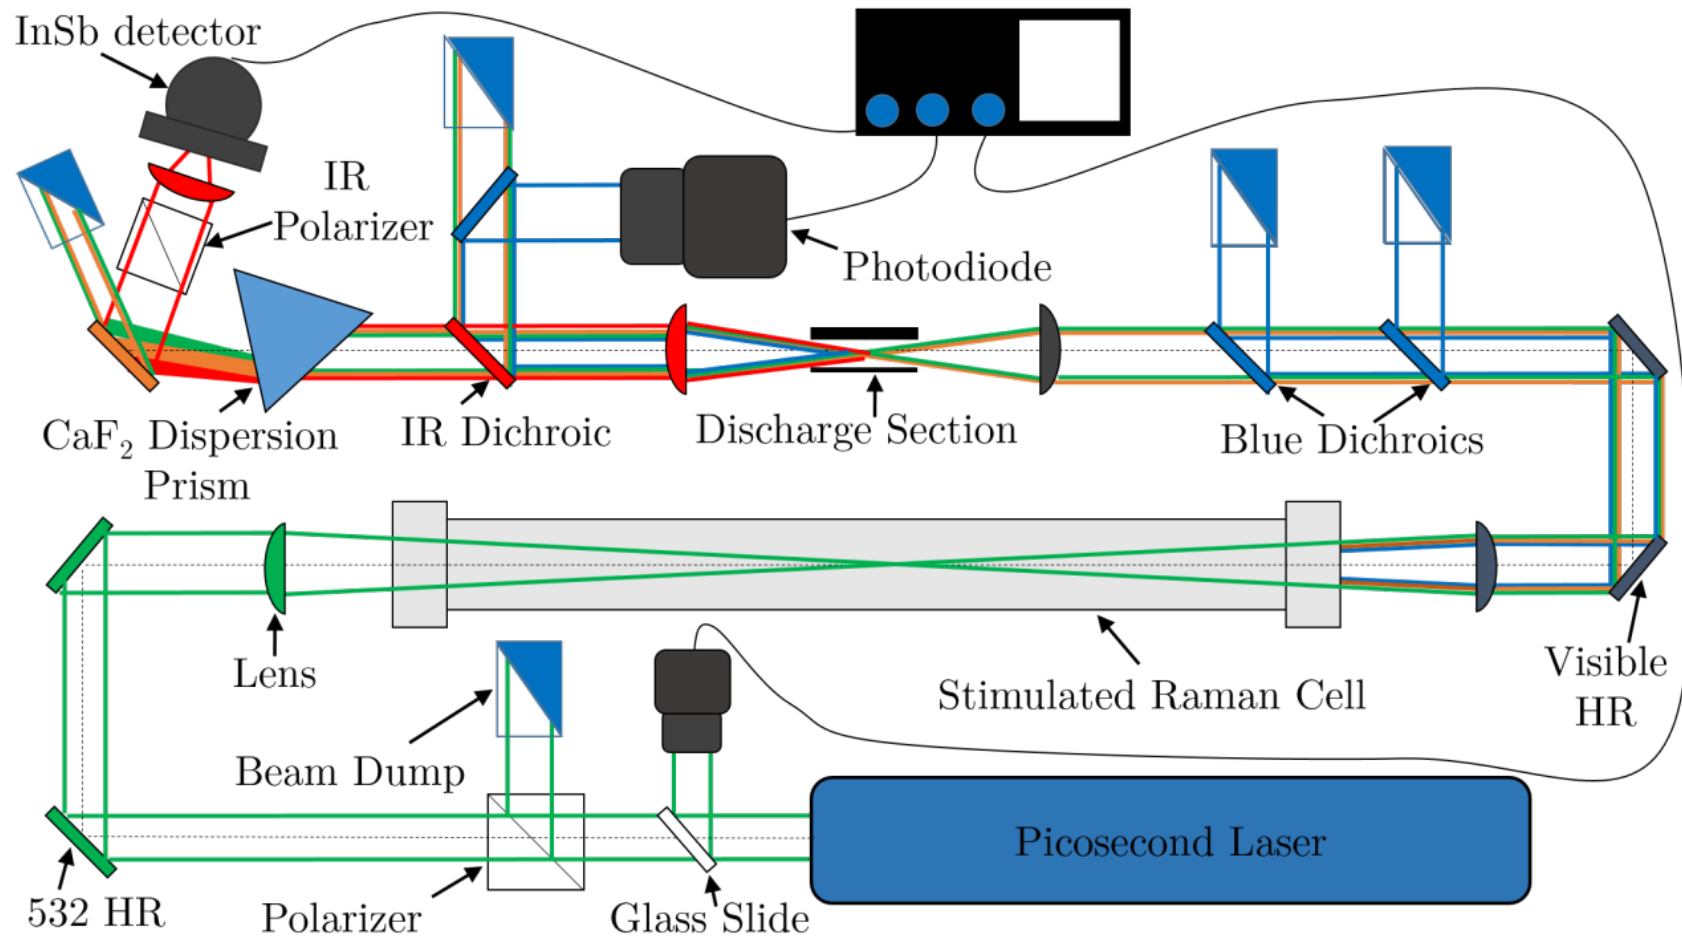 InSb detector
IR
Polarizer
Photodiode
CaF₂ Dispersion
Prism
IR Dichroic
Discharge Section
Blue Dichroics
Lens
Stimulated Raman Cell
Visible
HR
Beam Dump
Picosecond Laser
532 HR
Polarizer
Glass Slide